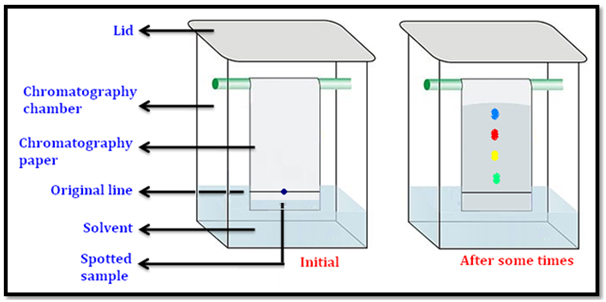 Lid
Chromatography
chamber
Chromatography
paper
Original line
Solvent
Spotted
sample
Initial
After some times